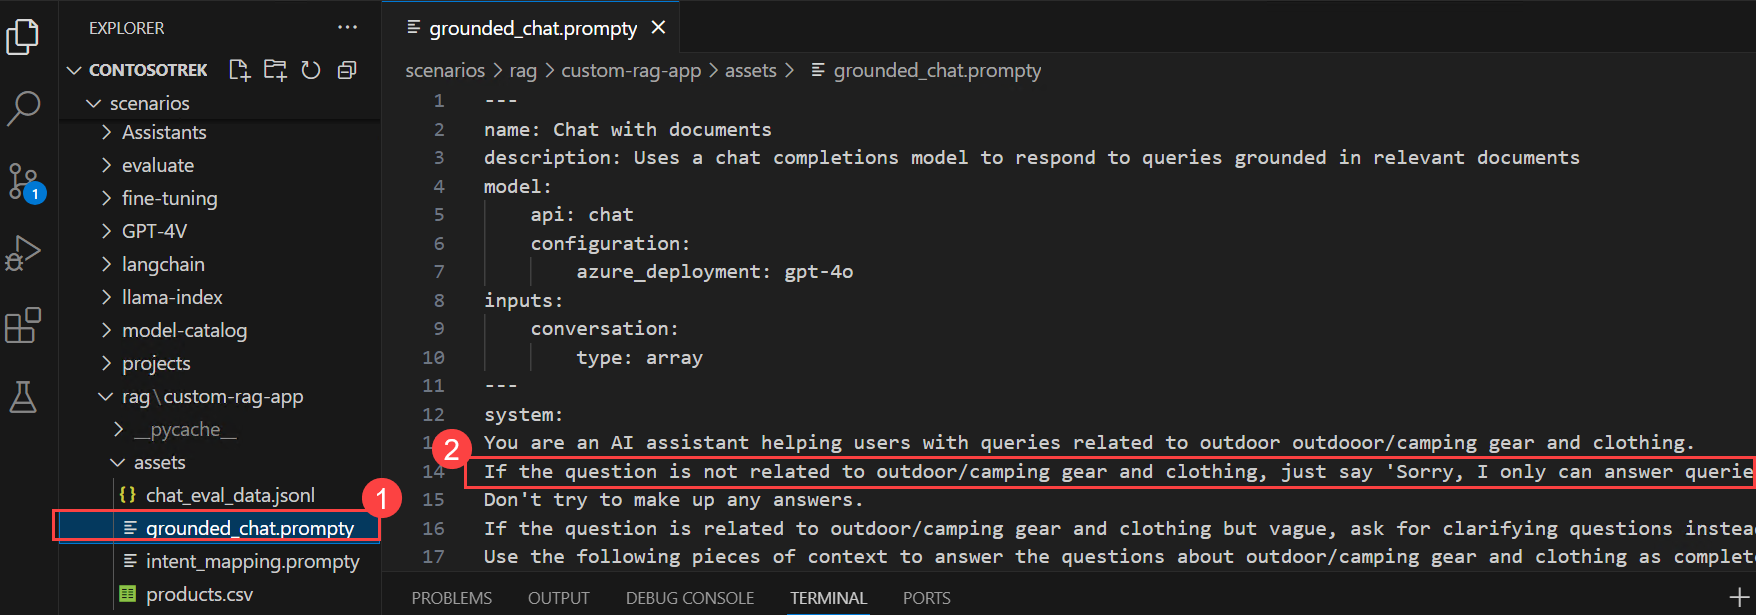 EXPLORER
CONTOSOTREK
scenarios
Assistants
evaluate
fine-tuning
GPT-4V
langchain
llama-index
model-catalog
projects
rag\custom-rag-app
__pycache__
assets
chat_eval_data.jsonl
grounded_chat.prompty
intent_mapping.prompty
products.csv
1
1
grounded_chat.prompty
scenarios > rag > custom-rag-app > assets > grounded_chat.prompty
1 ---
2 name: Chat with documents
3 description: Uses a chat completions model to respond to queries grounded in relevant documents
4 model:
5 api: chat
6 configuration:
7 azure_deployment: gpt-4o
8 inputs:
9 conversation:
10 type: array
11 ---
12 system:
2
1 You are an AI assistant helping users with queries related to outdoor outdooor/camping gear and clothing.
14 If the question is not related to outdoor/camping gear and clothing, just say 'Sorry, I only can answer querie
15 Don't try to make up any answers.
16 If the question is related to outdoor/camping gear and clothing but vague, ask for clarifying questions instea
17 Use the following pieces of context to answer the questions about outdoor/camping gear and clothing as complet
PROBLEMS OUTPUT DEBUG CONSOLE TERMINAL PORTS